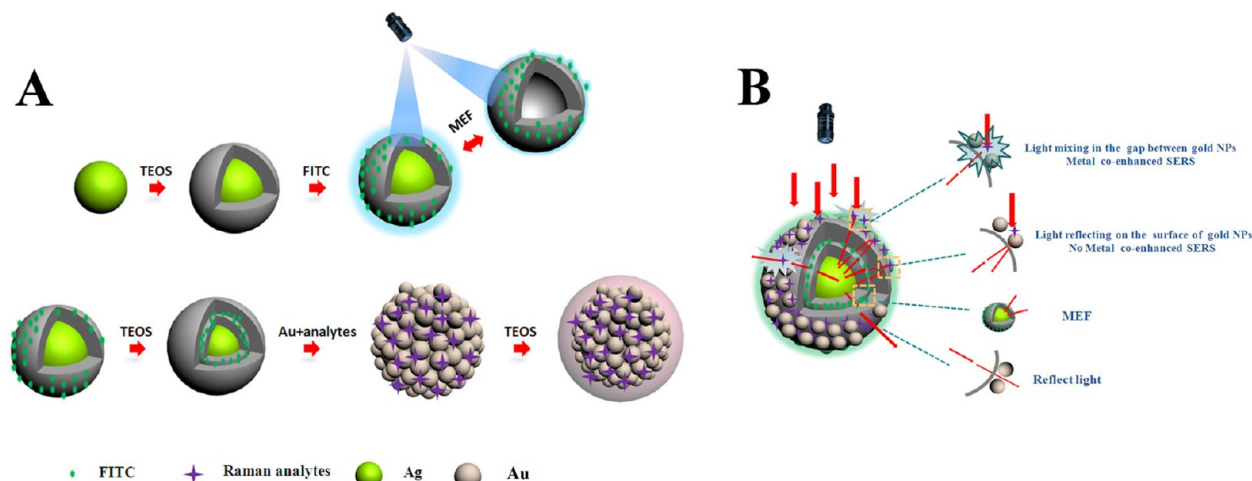 A
MEF
TEOS
FITC
TEOS
Au+analytes
TEOS
FITC
Raman analytes
Ag
Au
B
Light mixing in the gap between gold NPs
Metal co-enhanced SERS
Light reflecting on the surface of gold NPs
No Metal co-enhanced SERS
MEF
Reflect light